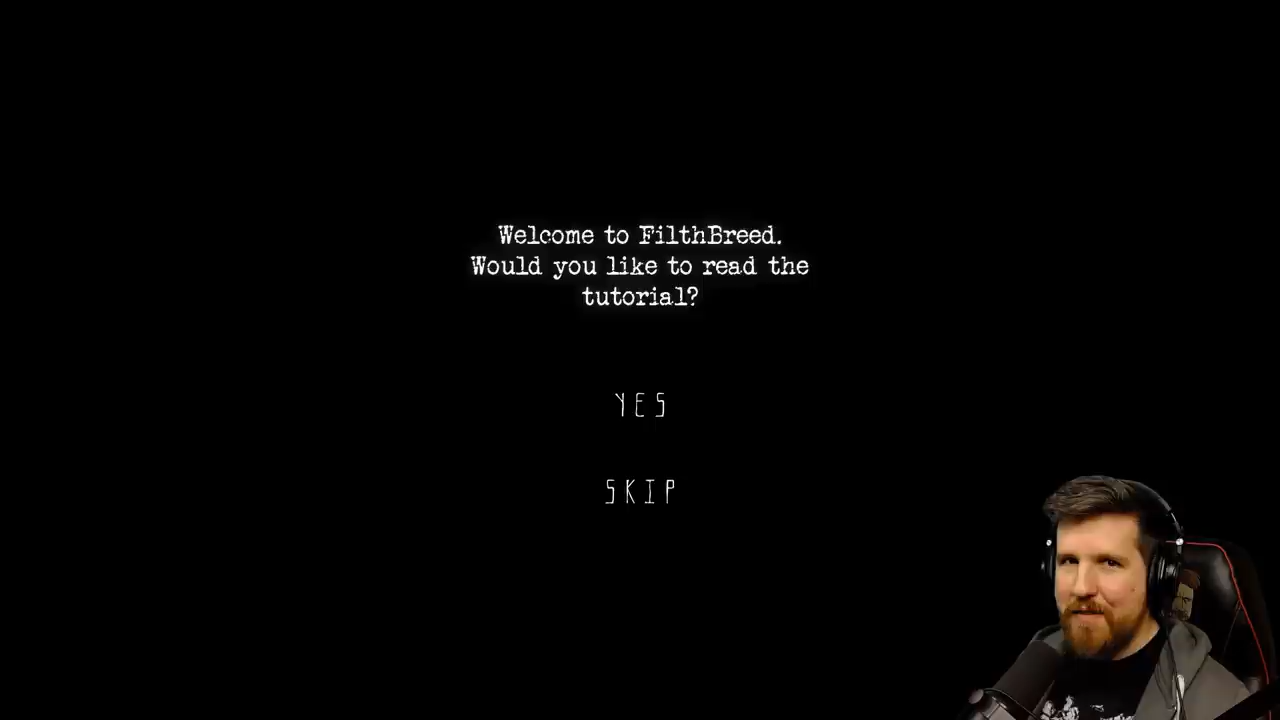 Welcome to FilthBreed.
Would you like to read the
tutorial?
YES
SKIP